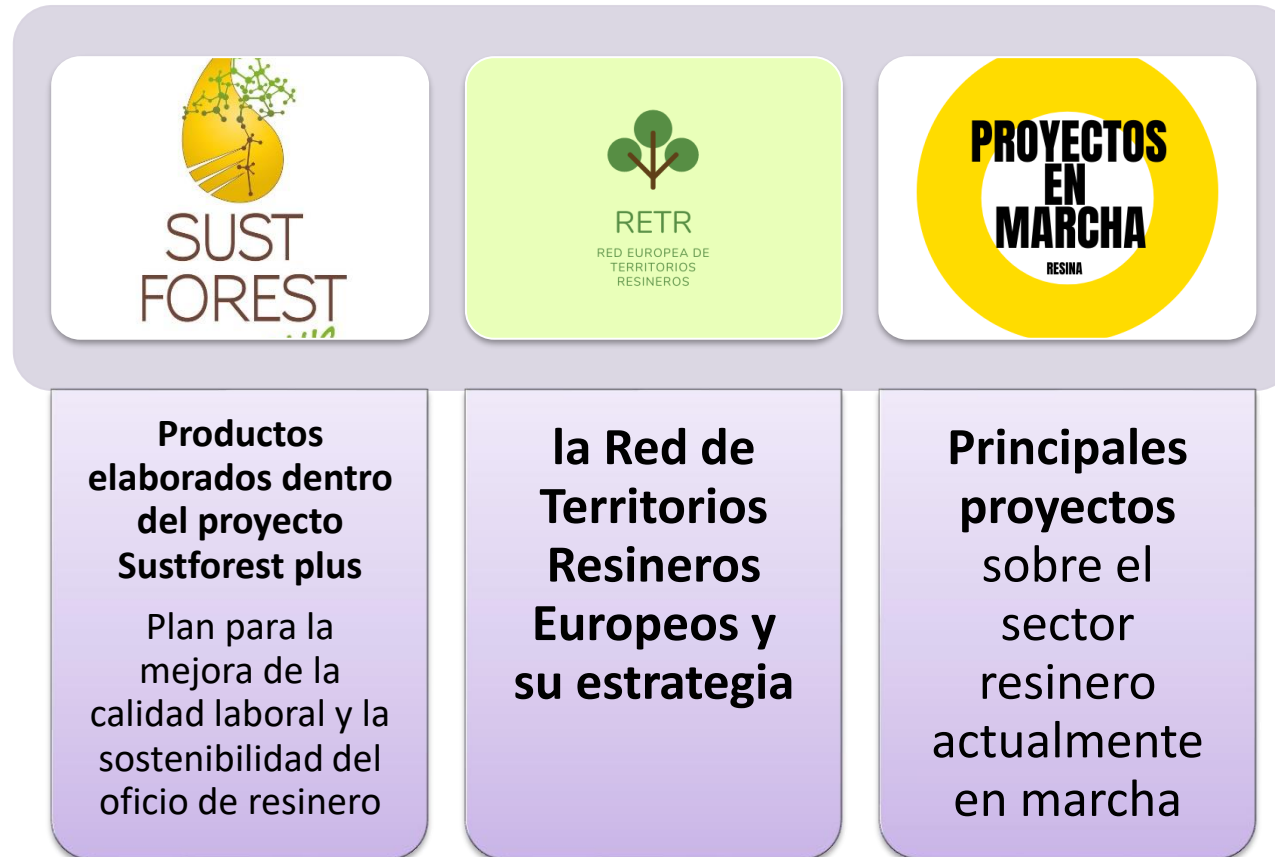 SUST
FOREST
RETR
RED EUROPEA DE
TERRITORIOS
RESINEROS
PROYECTOS
EN
MARCHA
RESINA
Productos
elaborados dentro
del proyecto
Sustforest plus
Plan para la
mejora de la
calidad laboral y la
sostenibilidad del
oficio de resinero
la Red de
Territorios
Resineros
Europeos y
su estrategia
Principales
proyectos
sobre el
sector
resinero
actualmente
en marcha